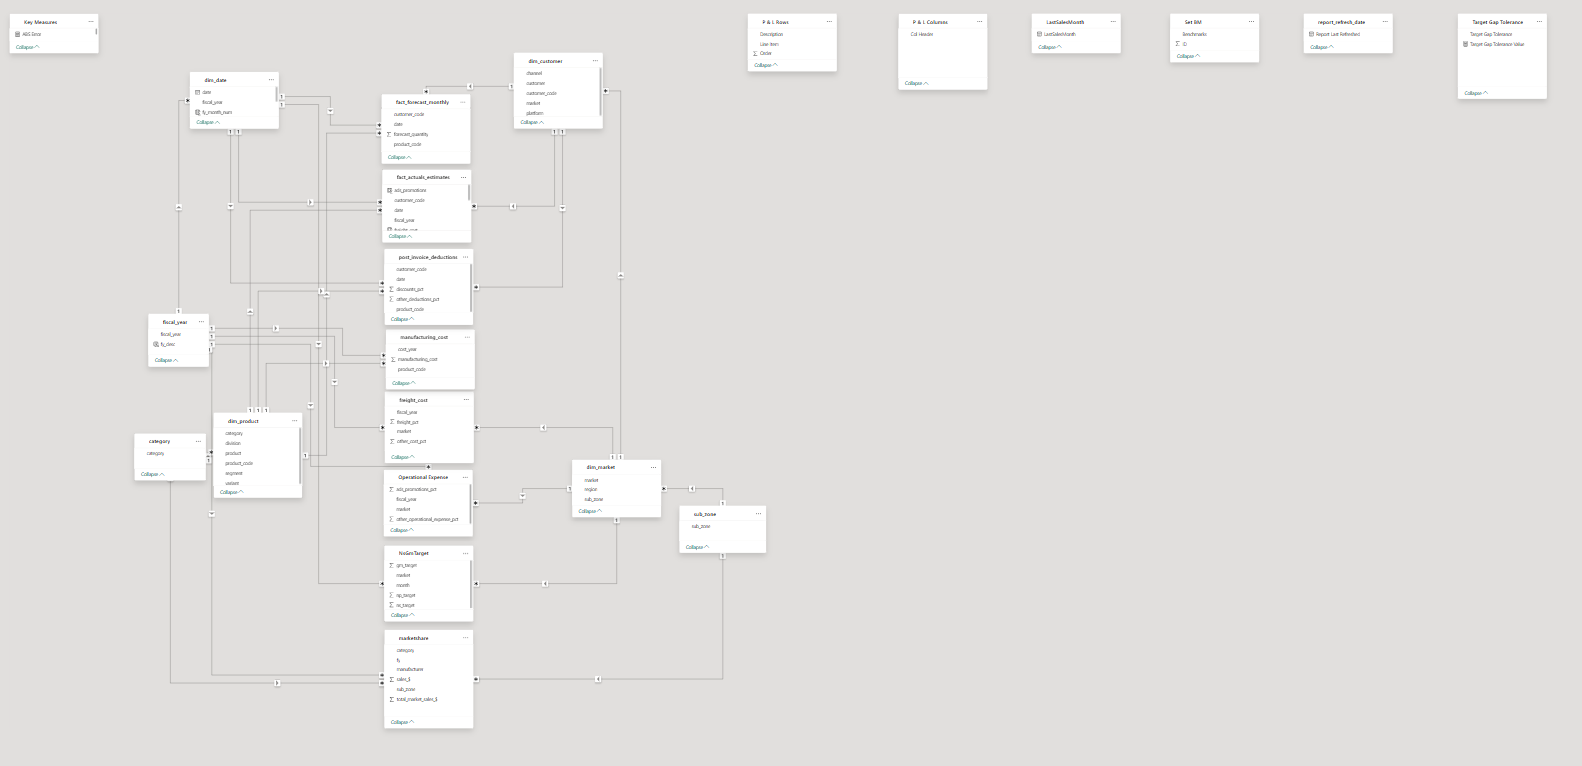 Key Measures
ABS Error
Collapse
P & L Rows
Description
Line Item
Order
Collapse
P & L Columns
Col Header
Collapse
LastSalesMonth
LastSalesMonth
Collapse
Set BM
Benchmarks
ID
Collapse
report_refresh_date
Report Last Refreshed
Collapse
Target Gap Tolerance
Target Gap Tolerance
Target Gap Tolerance Value
Collapse
dim_date
date
fiscal_year
fy_month_num
Collapse
fact_forecast_monthly
customer_code
date
forecast_quantity
product_code
Collapse
dim_customer
channel
customer
customer_code
market
platform
Collapse
fact_actuals_estimates
ads_promotions
customer_code
date
fiscal_year
freight_cost
Collapse
post_invoice_deductions
customer_code
date
discounts_pct
other_deductions_pct
product_code
Collapse
fiscal_year
fiscal_year
fy_desc
Collapse
manufacturing_cost
cost_year
manufacturing_cost
product_code
Collapse
freight_cost
fiscal_year
freight_pct
market
other_cost_pct
Collapse
category
category
Collapse
dim_product
category
division
product
product_code
segment
variant
Collapse
Operational Expense
ads_promotions_pct
fiscal_year
market
other_operational_expense_pct
Collapse
dim_market
market
region
sub_zone
Collapse
sub_zone
sub_zone
Collapse
NsGmTarget
gm_target
market
month
np_target
ns_target
Collapse
marketshare
category
fy
manufacturer
sales_$
sub_zone
total_market_sales_$
Collapse